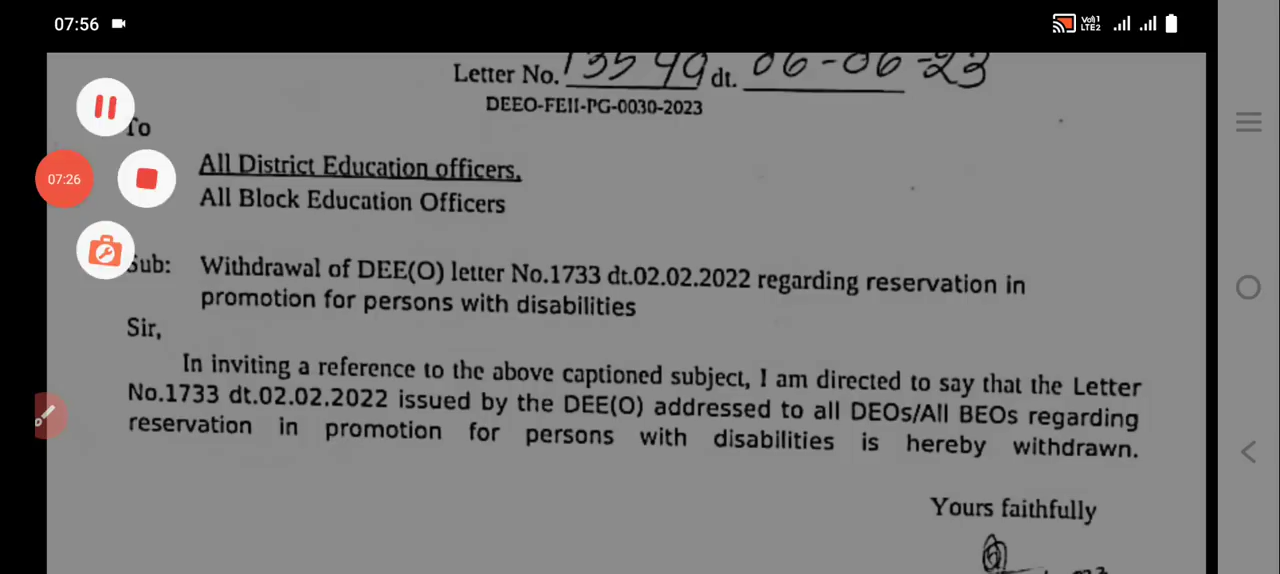 07:56
Vo))1
LTE2
Letter No. 13549 dt. 06-06-23
DEEO-FEII-PG-0030-2023
To
All District Education officers,
07:26
All Block Education Officers
Sub: Withdrawal of DEE(O) letter No.1733 dt.02.02.2022 regarding reservation in
promotion for persons with disabilities
Sir,
In inviting a reference to the above captioned subject, I am directed to say that the Letter
No.1733 dt.02.02.2022 issued by the DEE(O) addressed to all DEOs/All BEOs regarding
reservation in promotion for persons with disabilities is hereby withdrawn.
Yours faithfully